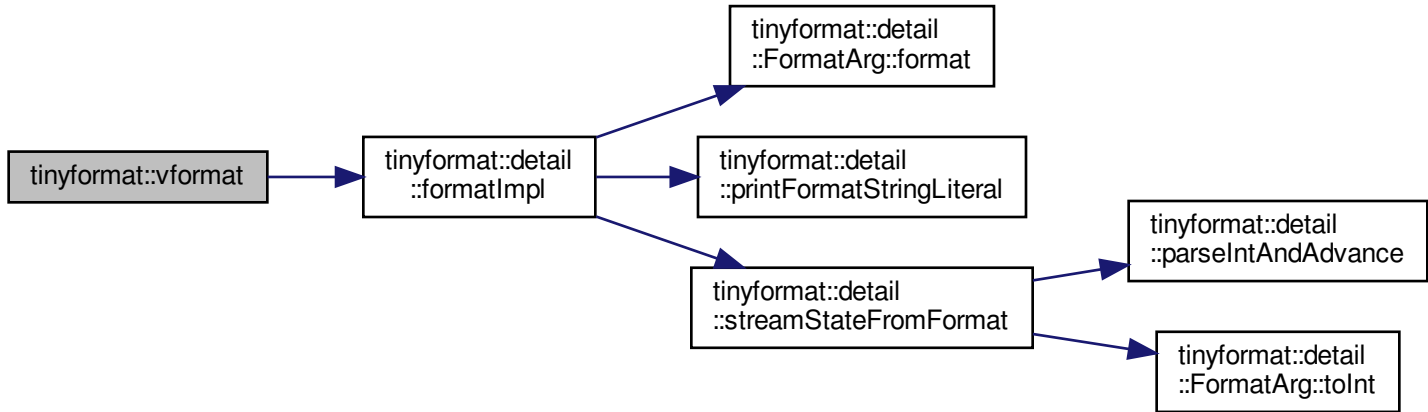 tinyformat::vformat
tinyformat::detail
::formatImpl
tinyformat::detail
::FormatArg::format
tinyformat::detail
::printFormatStringLiteral
tinyformat::detail
::streamStateFromFormat
tinyformat::detail
::parseIntAndAdvance
tinyformat::detail
::FormatArg::toInt